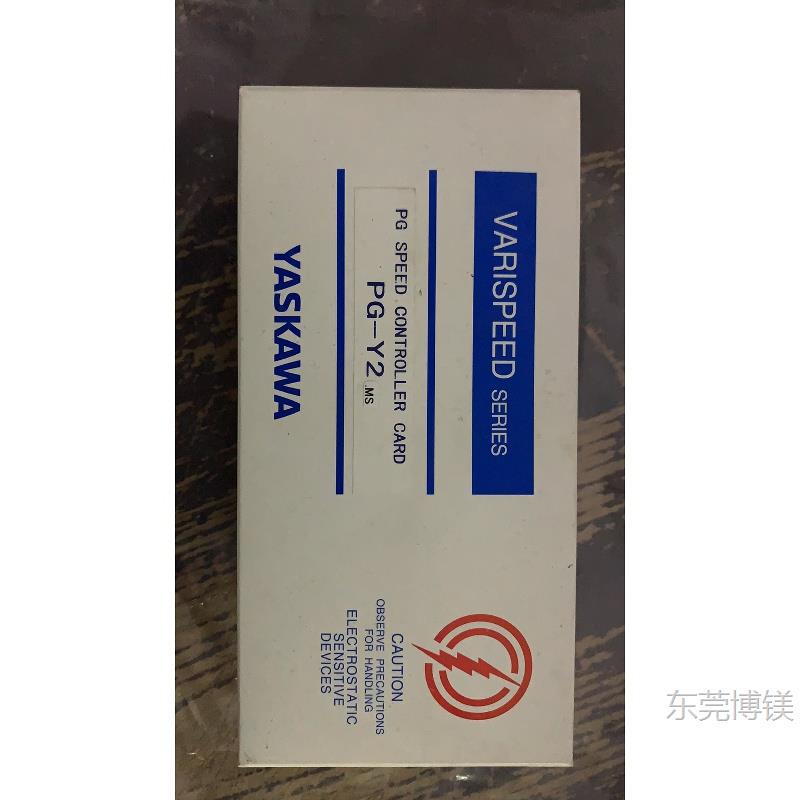 VARISPEED SERIES
PG SPEED CONTROLLER CARD
PG-Y2 .MS
YASKAWA
CAUTION
OBSERVE PRECAUTIONS
FOR HANDLING
ELECTROSTATIC
SENSITIVE
DEVICES
东莞博镁